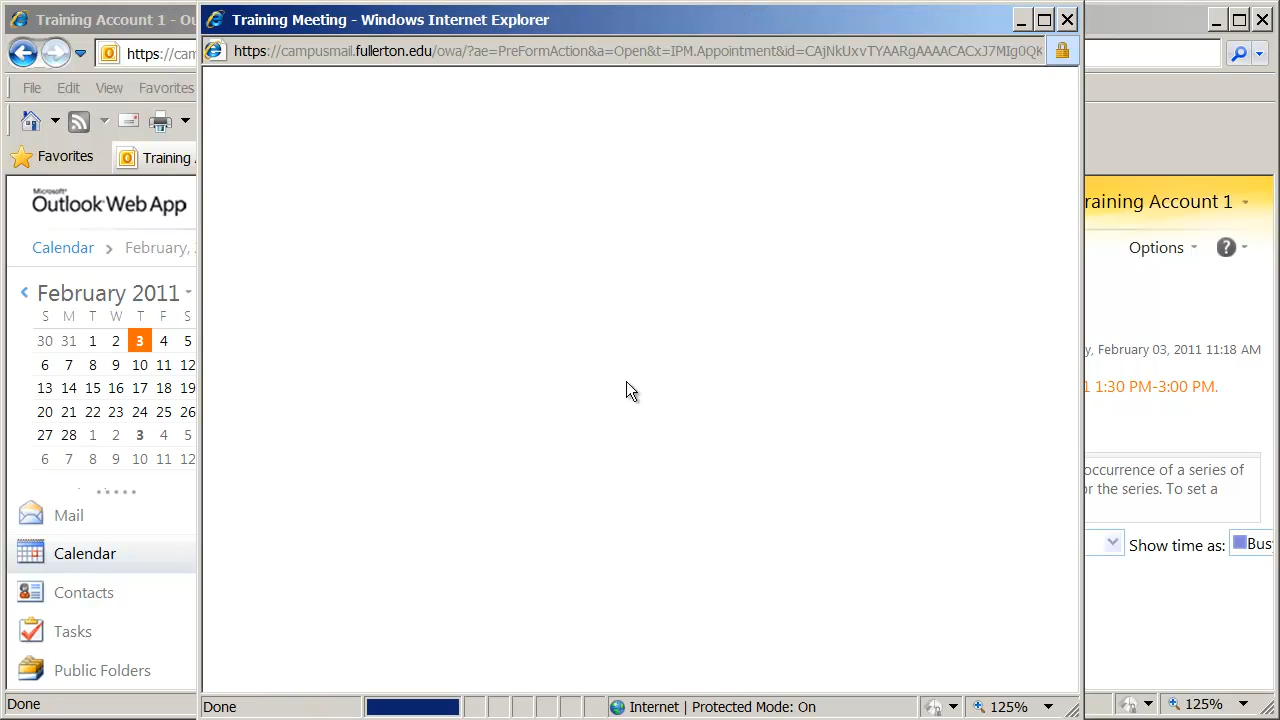 Training Account 1 - Ou
Training Meeting - Windows Internet Explorer
https://cam
https://campusmail.fullerton.edu/owa/?ae=PreFormAction&a=Open&t=IPM.Appointment&id=
File Edit View Favorites
Favorites
Training
Microsoft
Outlook Web App
raining Account 1
Calendar
February,
Options
February 2011
S M T W T F S
30 31 1 2 3 4 5
6 7 8 9 10 11 12
13 14 15 16 17 18 19
20 21 22 23 24 25 26
27 28 1 2 3 4 5
6 7 8 9 10 11 12
y, February 03, 2011 11:18 AM
1 1:30 PM-3:00 PM.
occurrence of a series of
or the series. To set a
Show time as:
Bus
Mail
Calendar
Contacts
Tasks
Public Folders
Done
Done
Internet | Protected Mode: On
125%
125%